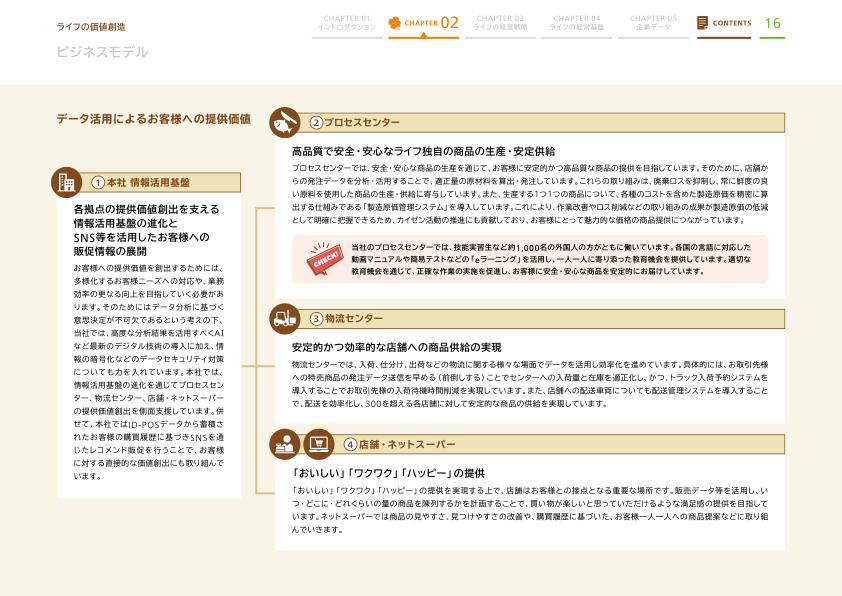 ライフの価値創造
ビジネスモデル
CHAPTER 01
イントロダクション
CHAPTER 02
CHAPTER 03
ライフの経営戦略
CHAPTER 04
ライフの経営基盤
CHAPTER 05
企業データ
CONTENTS
16
データ活用によるお客様への提供価値
①本社 情報活用基盤
各拠点の提供価値創出を支える
情報活用基盤の進化と
SNS等を活用したお客様への
販促情報の展開
お客様への提供価値を創出するためには、
多様化するお客様ニーズへの対応や、業務
効率の更なる向上を目指していく必要があ
ります。そのためにはデータ分析に基づく
意思決定が不可欠であるという考えの下、
当社では、高度な分析結果を活用すべくAI
など最新のデジタル技術の導入に加え、情
報の暗号化などのデータセキュリティ対策
についても力を入れています。本社では、
情報活用基盤の進化を通じてプロセスセン
ター、物流センター、店舗・ネットスーパー
の提供価値創出を側面支援しています。併
せて、本社ではID-POSデータから蓄積さ
れたお客様の購買履歴に基づきSNSを通
じたレコメンド販促を行うことで、お客様
に対する直接的な価値創出にも取り組んで
います。
②プロセスセンター
高品質で安全・安心なライフ独自の商品の生産・安定供給
プロセスセンターでは、安全・安心な商品の生産を通じて、お客様に安定的かつ高品質な商品の提供を目指しています。そのために、店舗か
らの発注データを分析・活用することで、適正量の原材料を算出・発注しています。これらの取り組みは、廃棄ロスを抑制し、常に鮮度の良
い原料を使用した商品の生産・供給に寄与しています。また、生産する1つ1つの商品について、各種のコストを含めた製造原価を精密に算
出する仕組みである「製造原価管理システム」を導入しています。これにより、作業改善やロス削減などの取り組みの成果が製造原価の低減
として明確に把握できるため、カイゼン活動の推進にも貢献しており、お客様にとって魅力的な価格の商品提供につながっています。
CHECK!
当社のプロセスセンターでは、技能実習生など約1,000名の外国人の方がともに働いています。各国の言語に対応した
動画マニュアルや簡易テストなどの「eラーニング」を活用し、一人一人に寄り添った教育機会を提供しています。適切な
教育機会を通じて、正確な作業の実施を促進し、お客様に安全・安心な商品を安定的にお届けしています。
③物流センター
安定的かつ効率的な店舗への商品供給の実現
物流センターでは、入荷、仕分け、出荷などの物流に関する様々な場面でデータを活用し効率化を進めています。具体的には、お取引先様
への特売商品の発注データ送信を早める（前倒しする）ことでセンターへの入荷量と在庫を適正化し、かつ、トラック入荷予約システムを
導入することでお取引先様の入荷待機時間削減を実現しています。また、店舗への配送車両についても配送管理システムを導入すること
で、配送を効率化し、300を超える各店舗に対して安定的な商品の供給を実現しています。
④店舗・ネットスーパー
「おいしい」「ワクワク」「ハッピー」の提供
「おいしい」「ワクワク」「ハッピー」の提供を実現する上で、店舗はお客様との接点となる重要な場所です。販売データ等を活用し、い
つ・どこに・どれくらいの量の商品を陳列するかを計画することで、買い物が楽しいと思っていただけるような満足感の提供を目指して
います。ネットスーパーでは商品の見やすさ、見つけやすさの改善や、購買履歴に基づいた、お客様一人一人への商品提案などに取り組
んでいきます。